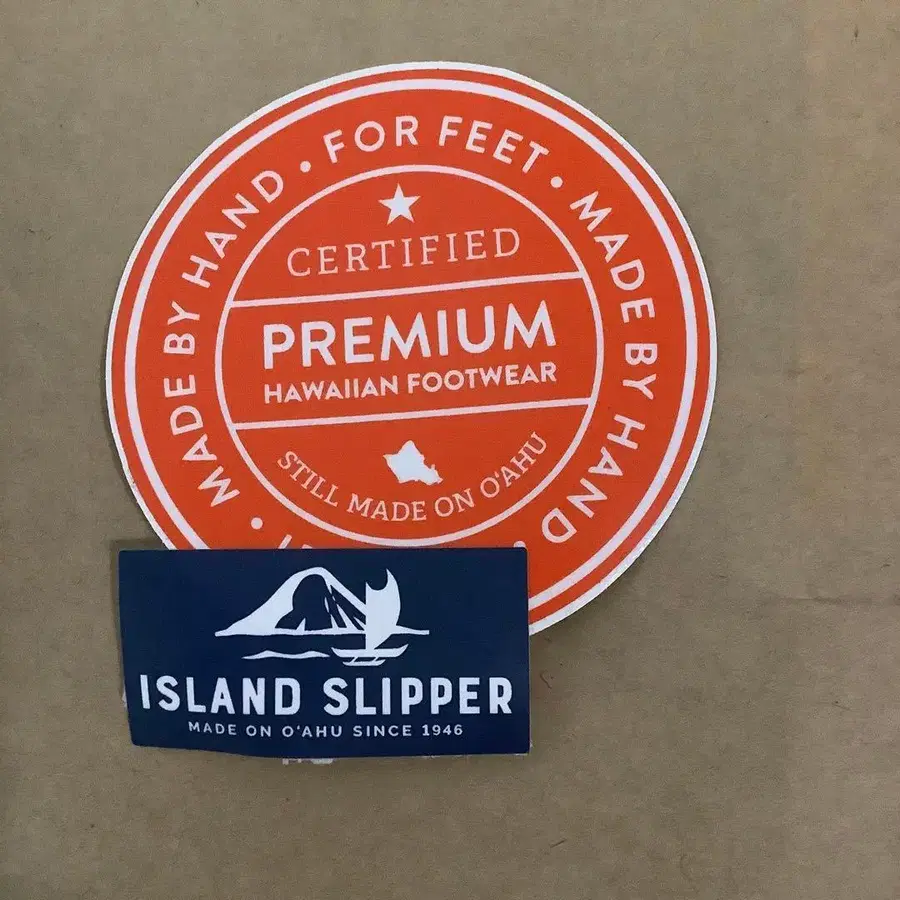 MADE BY HAND • FOR FEET • MADE BY HAND •
CERTIFIED
PREMIUM
HAWAIIAN FOOTWEAR
STILL MADE ON O‘AHU
ISLAND SLIPPER
MADE ON O‘AHU SINCE 1946